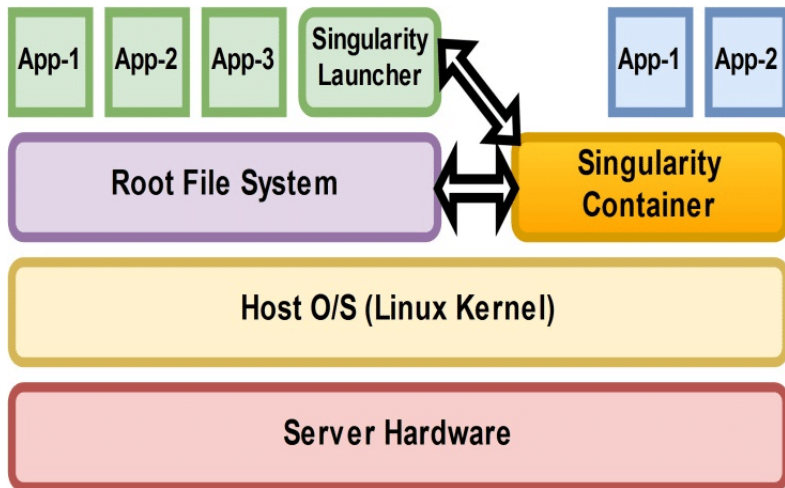 App-1
App-2
App-3
Singularity
Launcher
App-1
App-2
Root File System
Singularity
Container
Host O/S (Linux Kernel)
Server Hardware